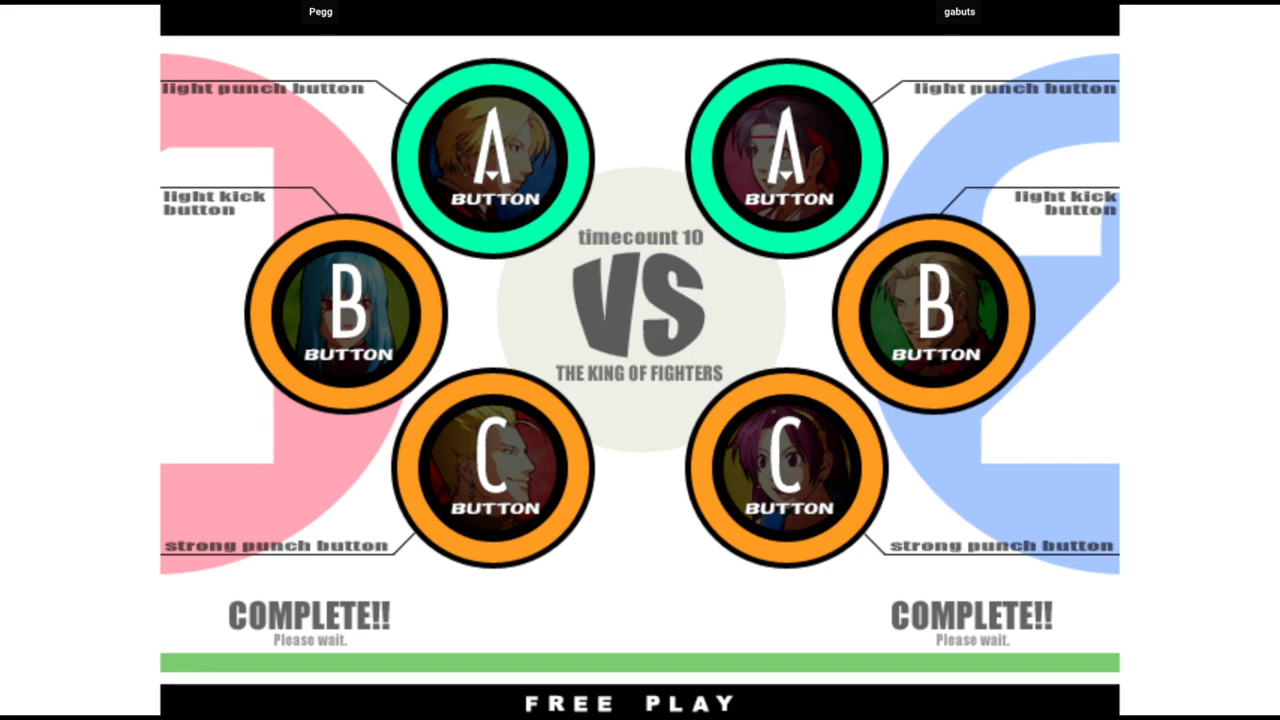 Pegg
gabuts
light punch button
light punch button
A
BUTTON
A
BUTTON
light kick
button
light kick
button
B
BUTTON
timecount 10
VS
THE KING OF FIGHTERS
B
BUTTON
C
BUTTON
C
BUTTON
strong punch button
strong punch button
COMPLETE!!
Please wait.
COMPLETE!!
Please wait.
FREE PLAY
1
2